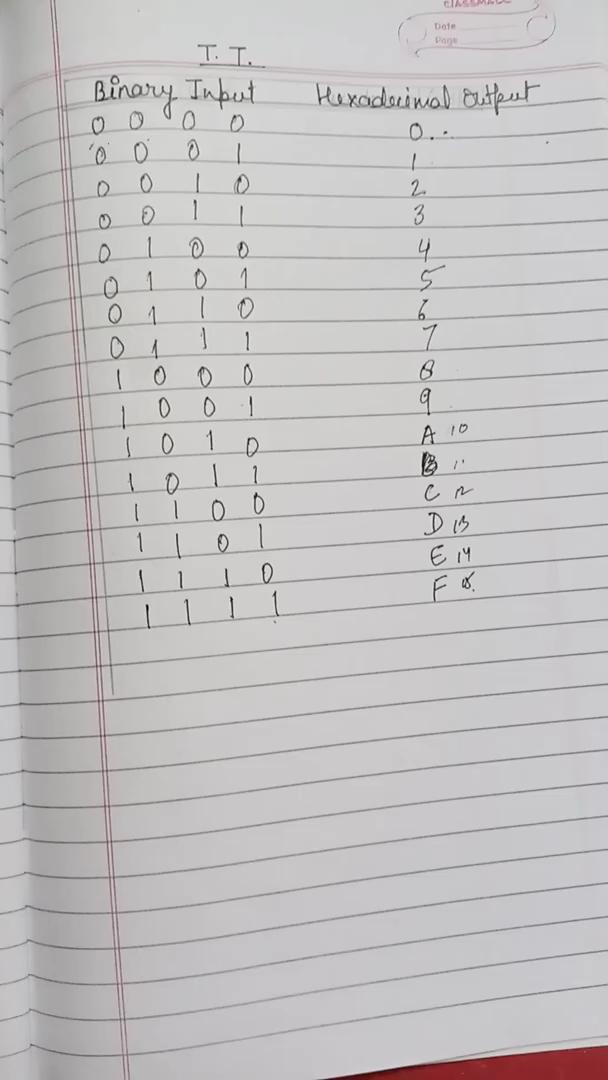 CLASSMATE
Date
Page
T. T.
Binary Input Hexadecimal Output
0 0 0 0 0..
0 0 0 1 1
0 0 1 0 2
0 0 1 1 3
0 1 0 0 4
0 1 0 1 5
0 1 1 0 6
0 1 1 1 7
1 0 0 0 8
1 0 0 1 9
1 0 1 0 A 10
1 0 1 1 B 11
1 1 0 0 C 12
1 1 0 1 D 13
1 1 1 0 E 14
1 1 1 1 F 15.